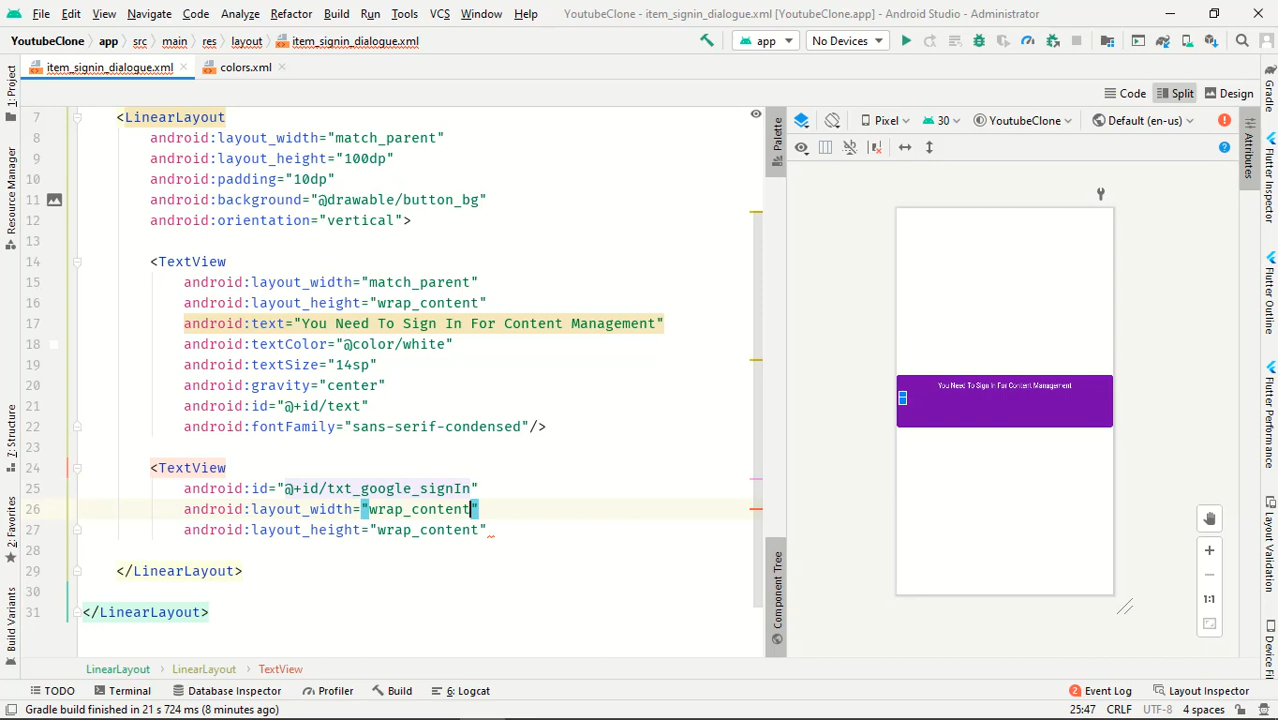 File Edit View Navigate Code Analyze Refactor Build Run Tools VCS Window Help YoutubeClone - item_signin_dialogue.xml [YoutubeClone.app] - Android Studio - Administrator
YoutubeClone app src main res layout item_signin_dialogue.xml app No Devices
item_signin_dialogue.xml colors.xml
Code Split Design
Pixel 30 YoutubeClone Default (en-us)
7 <LinearLayout
8 android:layout_width="match_parent"
9 android:layout_height="100dp"
10 android:padding="10dp"
11 android:background="@drawable/button_bg"
12 android:orientation="vertical">
13
14 <TextView
15 android:layout_width="match_parent"
16 android:layout_height="wrap_content"
17 android:text="You Need To Sign In For Content Management"
18 android:textColor="@color/white"
19 android:textSize="14sp"
20 android:gravity="center"
21 android:id="@+id/text"
22 android:fontFamily="sans-serif-condensed"/>
23
24 <TextView
25 android:id="@+id/txt_google_signIn"
26 android:layout_width="wrap_content"
27 android:layout_height="wrap_content"
28
29 </LinearLayout>
30
31 </LinearLayout>
You Need To Sign In For Content Management
1:1
1: Project
Resource Manager
7: Structure
2: Favorites
Build Variants
Palette
Component Tree
Attributes
Gradle
Flutter Inspector
Flutter Outline
Flutter Performance
Layout Validation
Device Fi
LinearLayout LinearLayout TextView
TODO Terminal Database Inspector Profiler Build 6: Logcat 2 Event Log Layout Inspector
Gradle build finished in 21 s 724 ms (8 minutes ago) 25:47 CRLF UTF-8 4 spaces